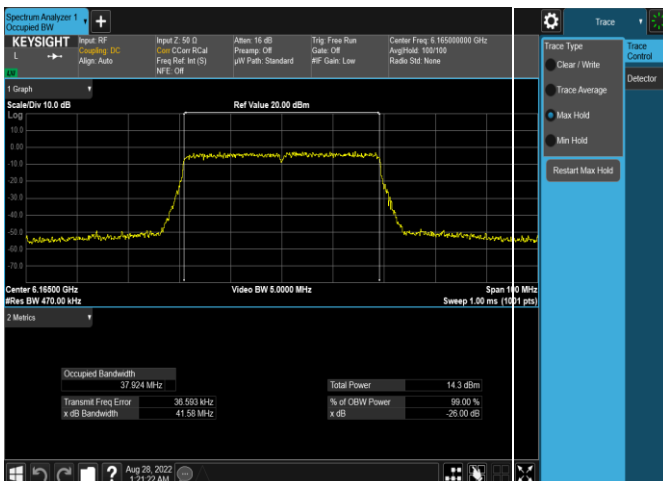 Spectrum Analyzer 1
Occupied BW
+
Trace
KEYSIGHT
L
LV
Input: RF
Coupling: DC
Align: Auto
Input Z: 50 Ω
Corr CCorr RCal
Freq Ref: Int (S)
NFE: Off
Atten: 16 dB
Preamp: Off
µW Path: Standard
Trig: Free Run
Gate: Off
#IF Gain: Low
Center Freq: 6.165000000 GHz
Avg|Hold: 100/100
Radio Std: None
Trace Type
Clear / Write
Trace Average
Max Hold
Min Hold
Restart Max Hold
Trace
Control
Detector
1 Graph
Scale/Div 10.0 dB
Ref Value 20.00 dBm
Log
10.0
0.00
-10.0
-20.0
-30.0
-40.0
-50.0
-60.0
-70.0
Center 6.16500 GHz
Video BW 5.0000 MHz
Span 100 MHz
#Res BW 470.00 kHz
Sweep 1.00 ms (1001 pts)
2 Metrics
Occupied Bandwidth
37.924 MHz
Total Power 14.3 dBm
Transmit Freq Error 36.593 kHz
% of OBW Power 99.00 %
x dB Bandwidth 41.58 MHz
x dB -26.00 dB
?
Aug 28, 2022
1:21:22 AM